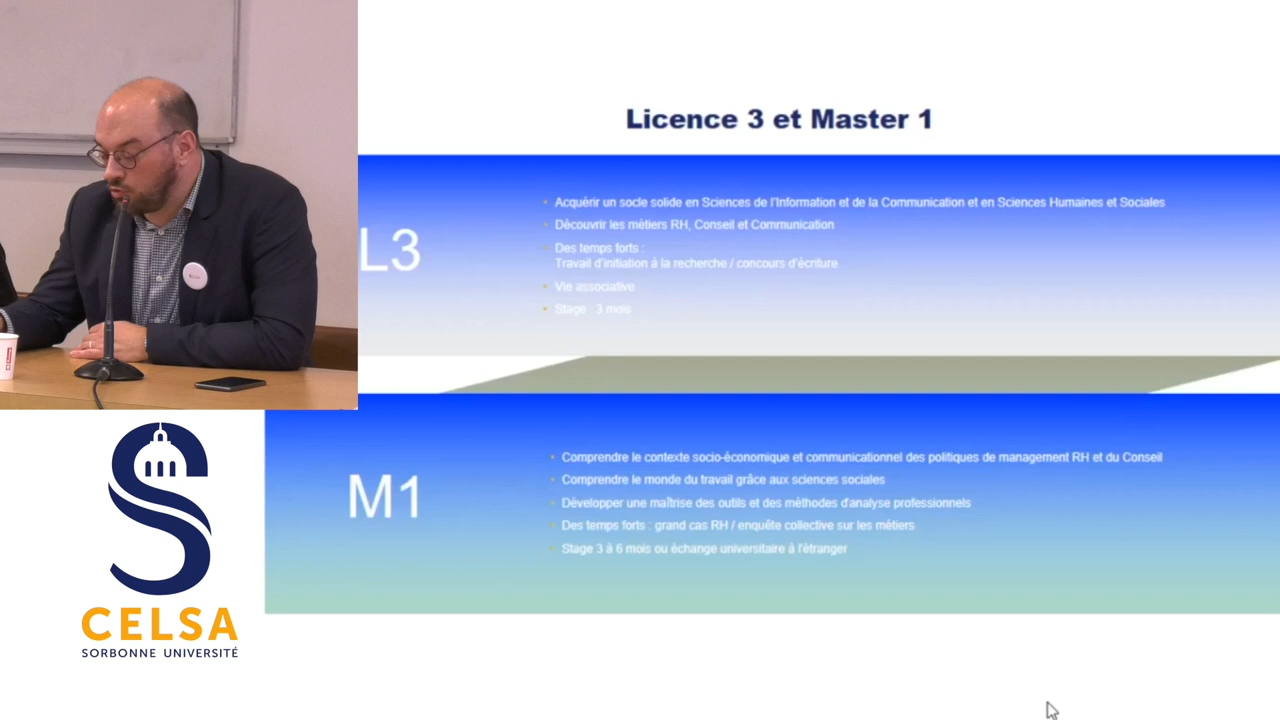 Licence 3 et Master 1
L3
Acquérir un socle solide en Sciences de l'Information et de la Communication et en Sciences Humaines et Sociales
Découvrir les métiers RH, Conseil et Communication
Des temps forts :
Travail d'initiation à la recherche / concours d'écriture
Vie associative
Stage : 3 mois
M1
Comprendre le contexte socio-économique et communicationnel des politiques de management RH et du Conseil
Comprendre le monde du travail grâce aux sciences sociales
Développer une maîtrise des outils et des méthodes d'analyse professionnels
Des temps forts : grand cas RH / enquête collective sur les métiers
Stage 3 à 6 mois ou échange universitaire à l'étranger
CELSA
SORBONNE UNIVERSITÉ